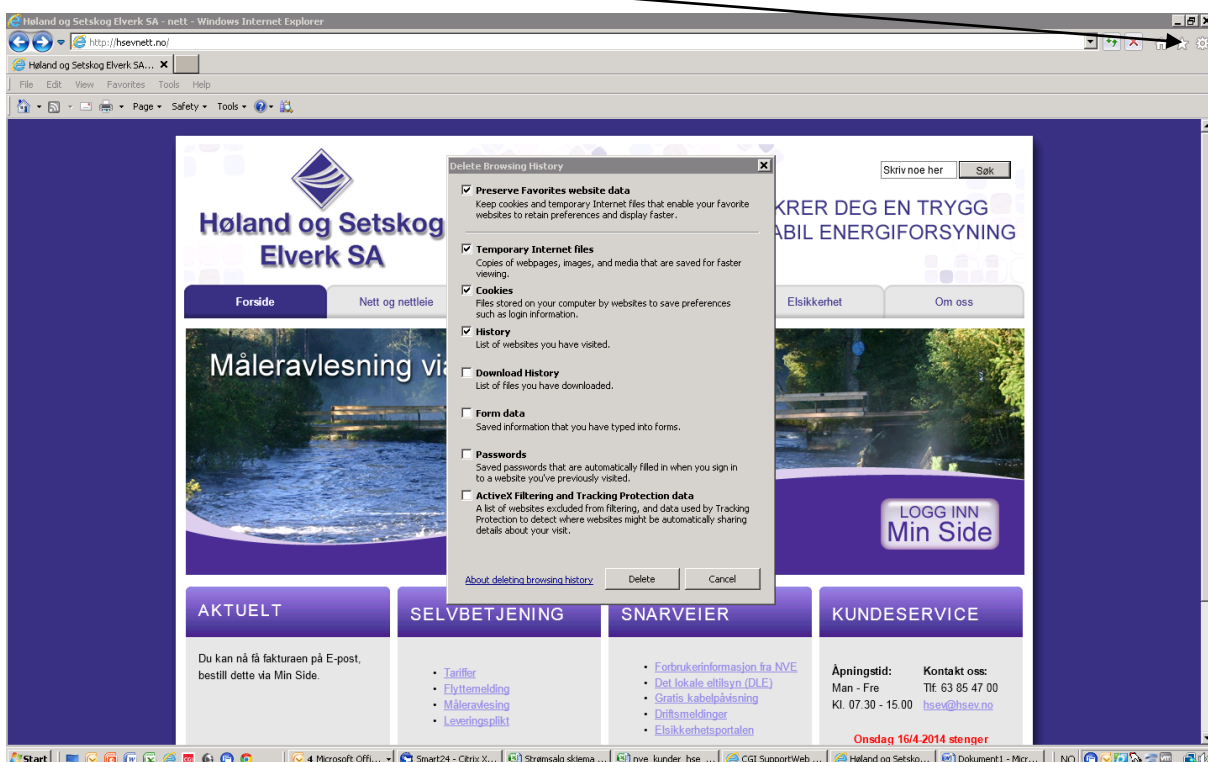 Høland og Setskog Elverk SA - nett - Windows Internet Explorer
http://hsevnett.no/
Høland og Setskog Elverk SA...
File Edit View Favorites Tools Help
Page Safety Tools
Skriv noe her Søk
Høland og Setskog
Elverk SA
KRER DEG EN TRYGG
ABIL ENERGIFORSYNING
Forside Nett og nettleie Elsikkerhet Om oss
Måleravlesning via
LOGG INN
Min Side
Delete Browsing History
Preserve Favorites website data
Keep cookies and temporary Internet files that enable your favorite
websites to retain preferences and display faster.
Temporary Internet files
Copies of webpages, images, and media that are saved for faster
viewing.
Cookies
Files stored on your computer by websites to save preferences
such as login information.
History
List of websites you have visited.
Download History
List of files you have downloaded.
Form data
Saved information that you have typed into forms.
Passwords
Saved passwords that are automatically filled in when you sign in
to a website you've previously visited.
ActiveX Filtering and Tracking Protection data
A list of websites excluded from filtering, and data used by Tracking
Protection to detect where websites might be automatically sharing
details about your visit.
About deleting browsing history Delete Cancel
AKTUELT
Du kan nå få fakturaen på E-post,
bestill dette via Min Side.
SELVBETJENING
• Tariffer
• Flyttemelding
• Måleravlesing
• Leveringsplikt
SNARVEIER
• Forbrukerinformasjon fra NVE
• Det lokale eltilsyn (DLE)
• Gratis kabelpåvisning
• Driftsmeldinger
• Elsikkerhetsportalen
KUNDESERVICE
Åpningstid: Kontakt oss:
Man - Fre Tlf: 63 85 47 00
Kl. 07.30 - 15.00 hsev@hsev.no
Onsdag 16/4-2014 stenger
Start 4 Microsoft Offi... Smart24 - Citrix X... Strømsalg skjema ... nye_kunder_hse_... CGI SupportWeb ... Høland og Setsko... Dokument1 - Micr... NO